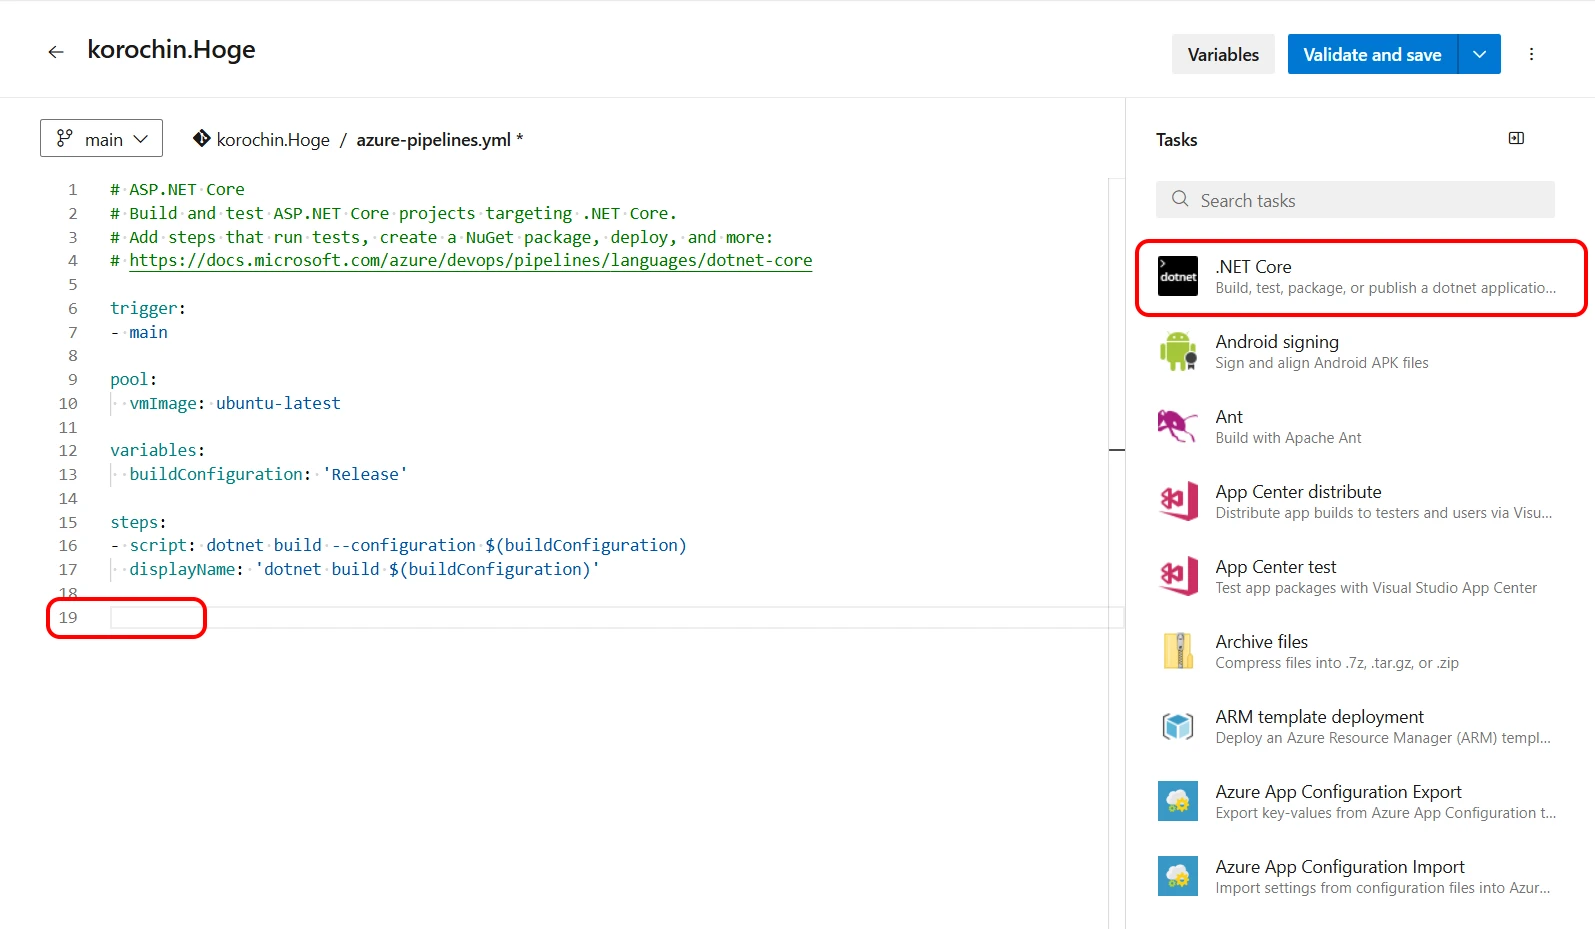 korochin.Hoge
Variables
Validate and save
main
korochin.Hoge / azure-pipelines.yml *
1 # ASP.NET Core
2 # Build and test ASP.NET Core projects targeting .NET Core.
3 # Add steps that run tests, create a NuGet package, deploy, and more:
4 # https://docs.microsoft.com/azure/devops/pipelines/languages/dotnet-core
5
6 trigger:
7 - main
8
9 pool:
10   vmImage: ubuntu-latest
11
12 variables:
13   buildConfiguration: 'Release'
14
15 steps:
16 - script: dotnet build --configuration $(buildConfiguration)
17   displayName: 'dotnet build $(buildConfiguration)'
18
19
Tasks
Search tasks
dotnet
.NET Core
Build, test, package, or publish a dotnet applicatio...
Android signing
Sign and align Android APK files
Ant
Build with Apache Ant
App Center distribute
Distribute app builds to testers and users via Visu...
App Center test
Test app packages with Visual Studio App Center
Archive files
Compress files into .7z, .tar.gz, or .zip
ARM template deployment
Deploy an Azure Resource Manager (ARM) templ...
Azure App Configuration Export
Export key-values from Azure App Configuration t...
Azure App Configuration Import
Import settings from configuration files into Azur...